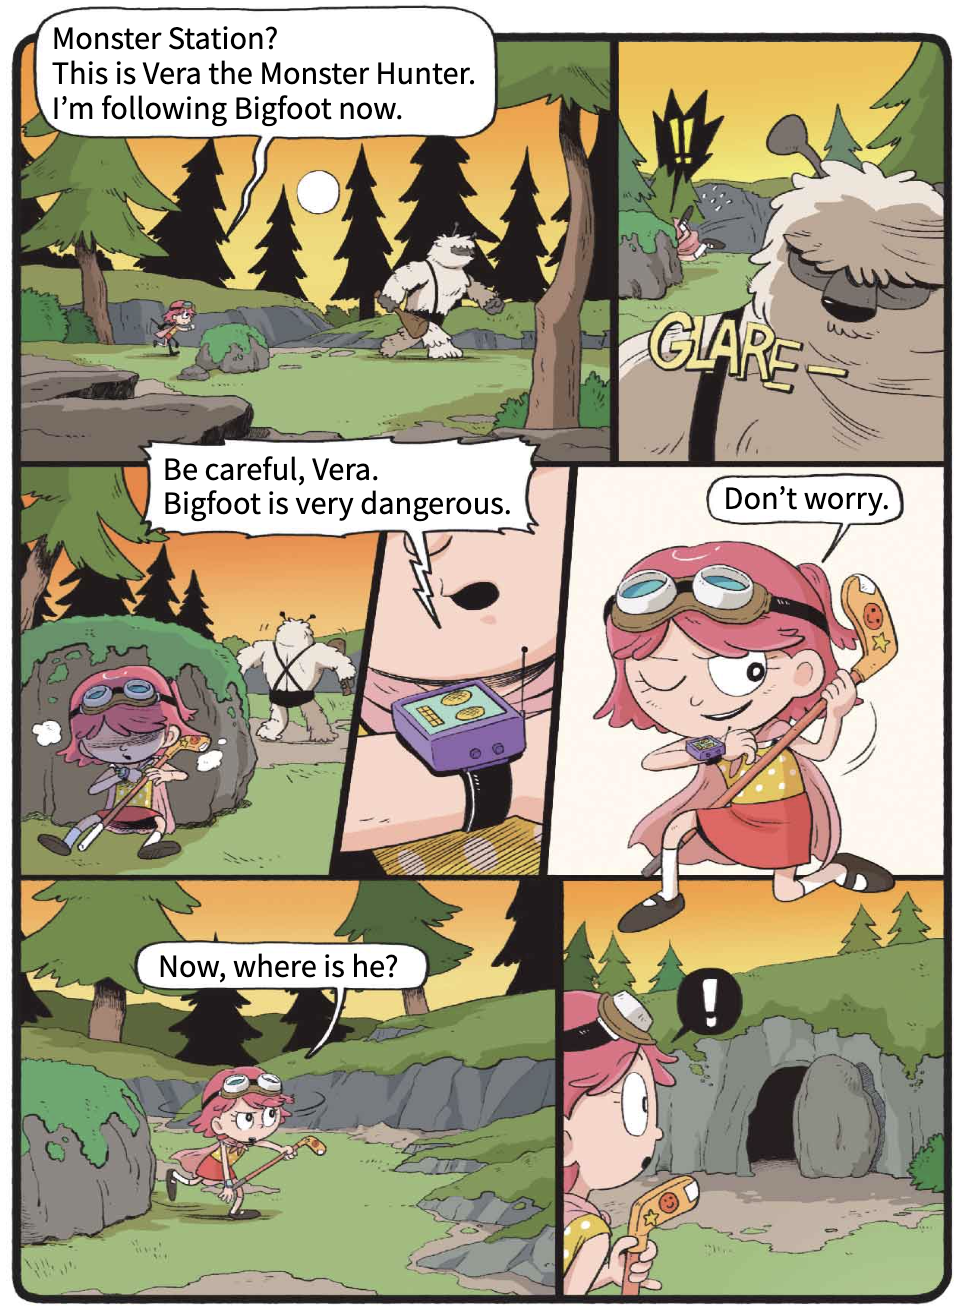 Monster Station?
This is Vera the Monster Hunter.
I'm following Bigfoot now.
!!
GLARE—
Be careful, Vera.
Bigfoot is very dangerous.
Don't worry.
Now, where is he?
!